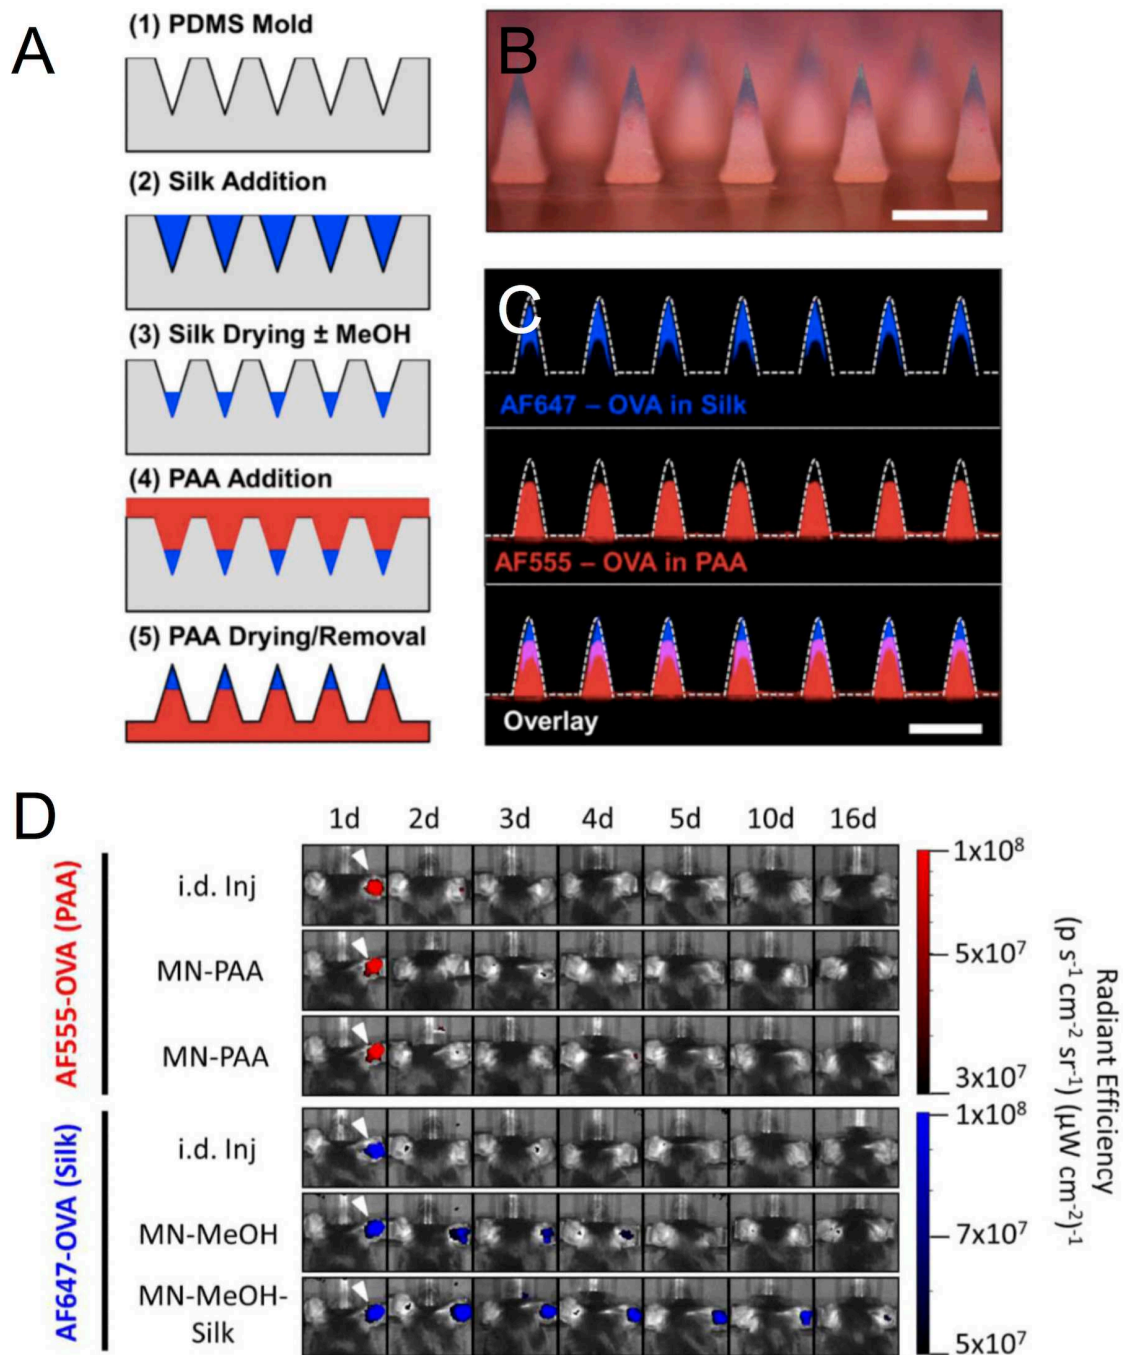 A
(1) PDMS Mold
(2) Silk Addition
(3) Silk Drying ± MeOH
(4) PAA Addition
(5) PAA Drying/Removal
B
C
AF647 – OVA in Silk
AF555 – OVA in PAA
Overlay
D
1d 2d 3d 4d 5d 10d 16d
AF555-OVA (PAA)
i.d. Inj
MN-PAA
MN-PAA
AF647-OVA (Silk)
i.d. Inj
MN-MeOH
MN-MeOH-
Silk
1x10⁸
5x10⁷
3x10⁷
1x10⁸
7x10⁷
5x10⁷
Radiant Efficiency
(p s⁻¹ cm⁻² sr⁻¹) (µW cm⁻²)⁻¹